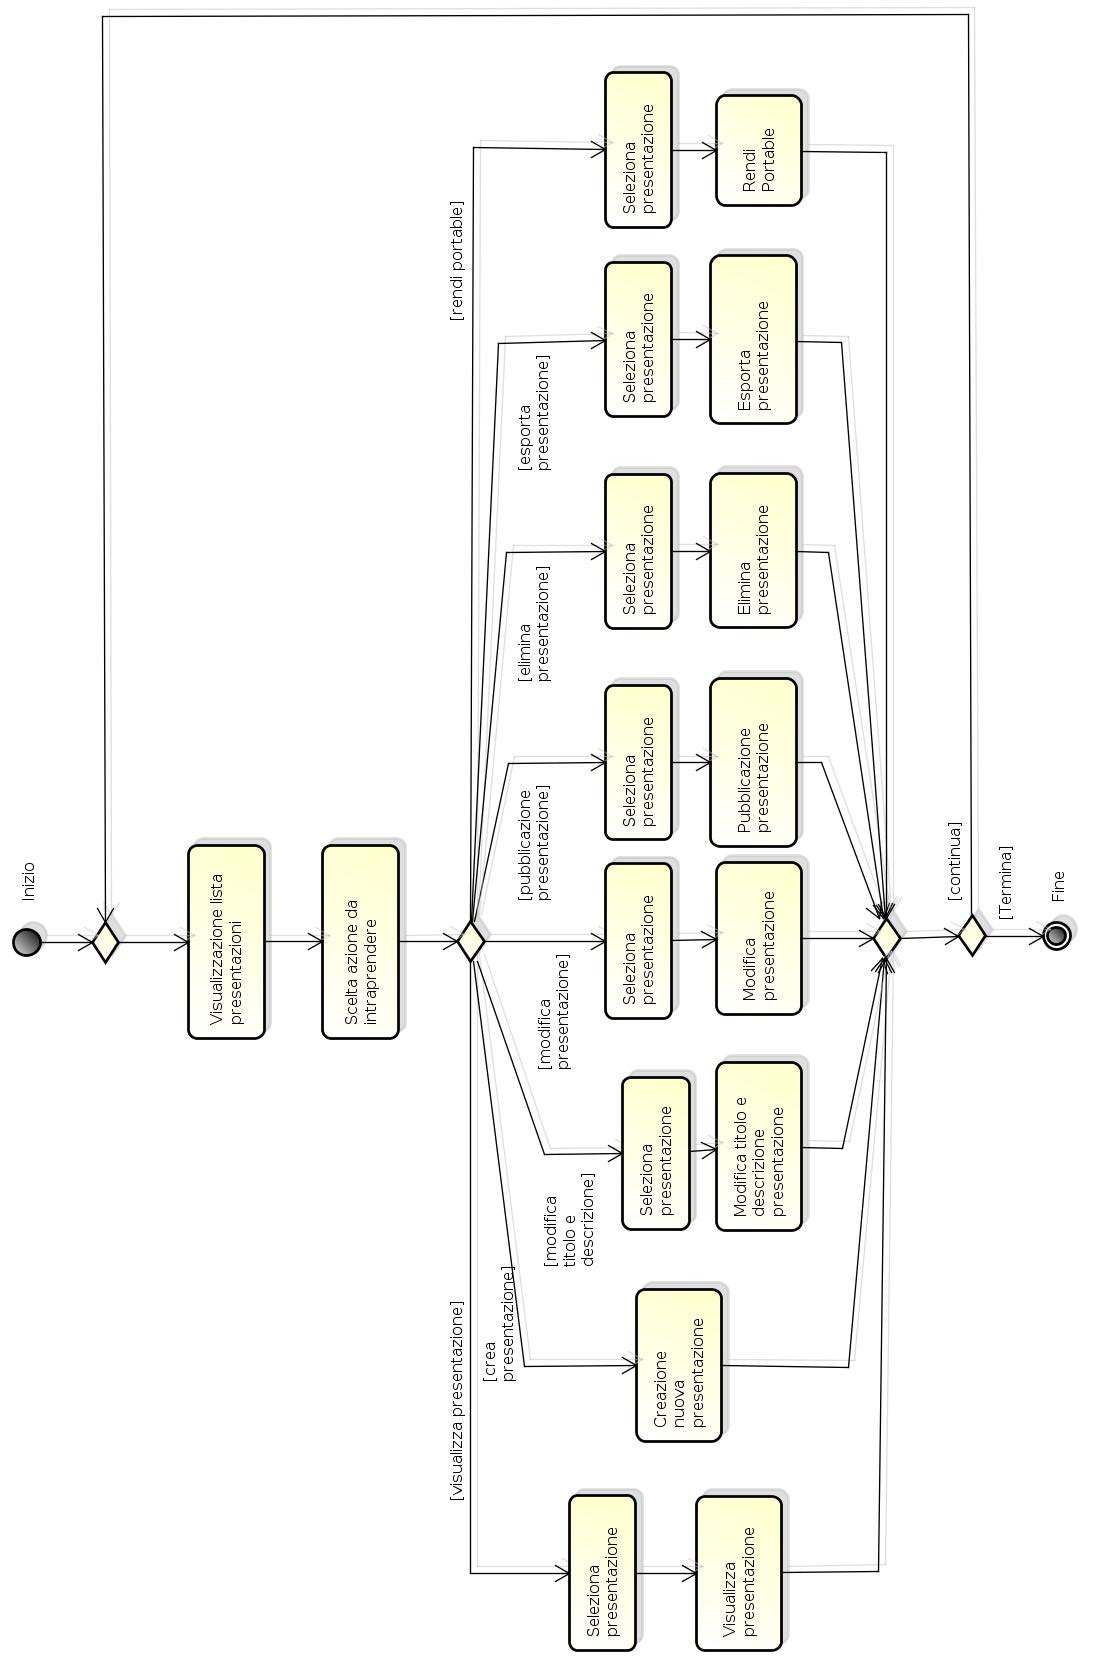 Inizio
Visualizzazione lista
presentazioni
Scelta azione da
intraprendere
[visualizza presentazione]
Seleziona
presentazione
Visualizza
presentazione
[crea
presentazione]
Creazione
nuova
presentazione
[modifica
titolo e
descrizione]
Seleziona
presentazione
Modifica titolo e
descrizione
presentazione
[modifica
presentazione]
Seleziona
presentazione
Modifica
presentazione
[pubblicazione
presentazione]
Seleziona
presentazione
Pubblicazione
presentazione
[elimina
presentazione]
Seleziona
presentazione
Elimina
presentazione
[esporta
presentazione]
Seleziona
presentazione
Esporta
presentazione
[rendi portable]
Seleziona
presentazione
Rendi
Portable
[continua]
[Termina]
Fine